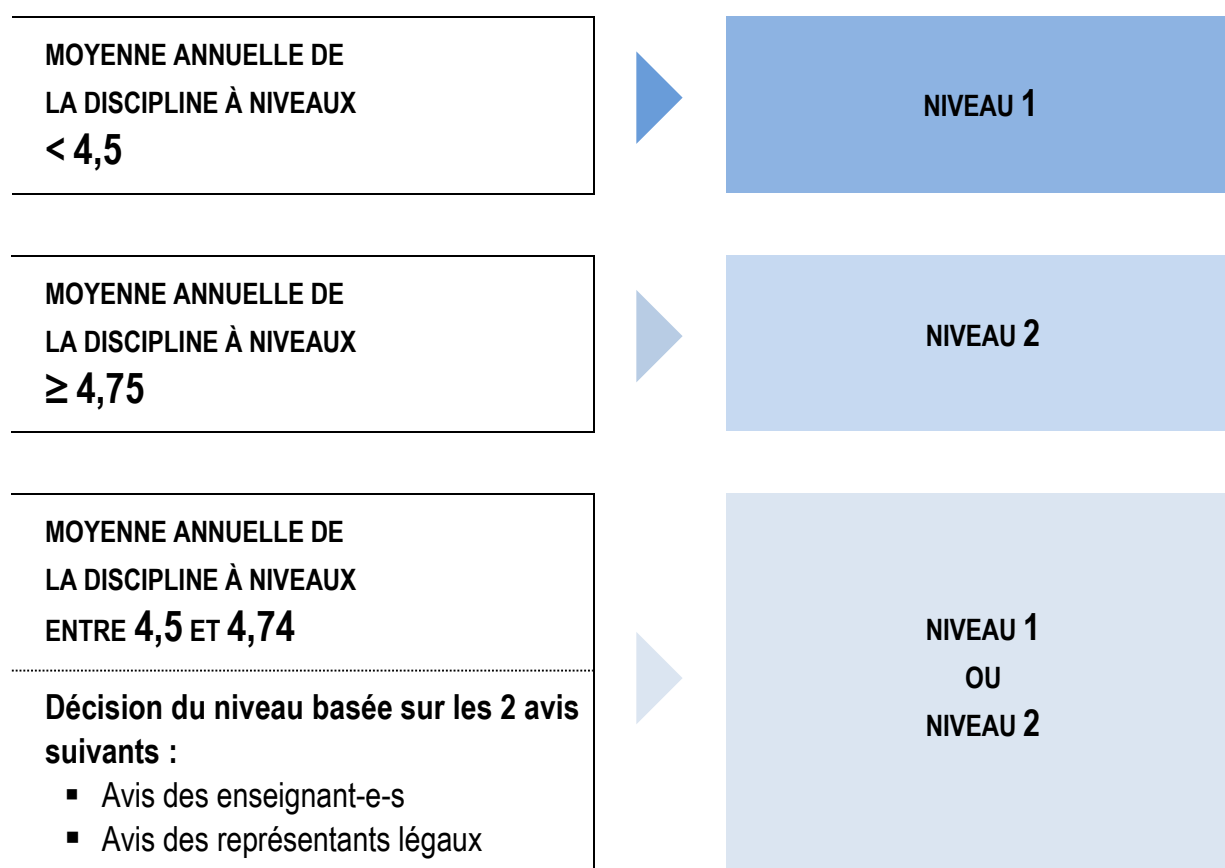 MOYENNE ANNUELLE DE
LA DISCIPLINE À NIVEAUX
< 4,5
NIVEAU 1
MOYENNE ANNUELLE DE
LA DISCIPLINE À NIVEAUX
≥ 4,75
NIVEAU 2
MOYENNE ANNUELLE DE
LA DISCIPLINE À NIVEAUX
ENTRE 4,5 ET 4,74
Décision du niveau basée sur les 2 avis
suivants :
▪ Avis des enseignant-e-s
▪ Avis des représentants légaux
NIVEAU 1
OU
NIVEAU 2